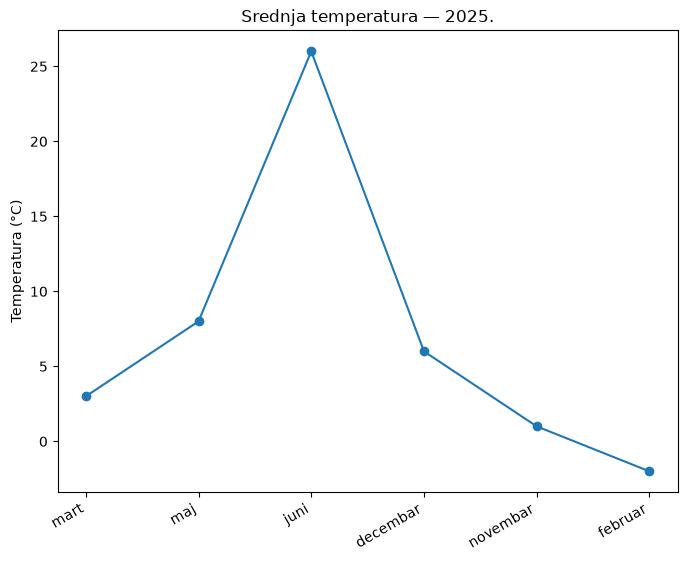 Srednja temperatura — 2025.
Temperatura (°C)
25
20
15
10
5
0
mart
maj
juni
decembar
novembar
februar